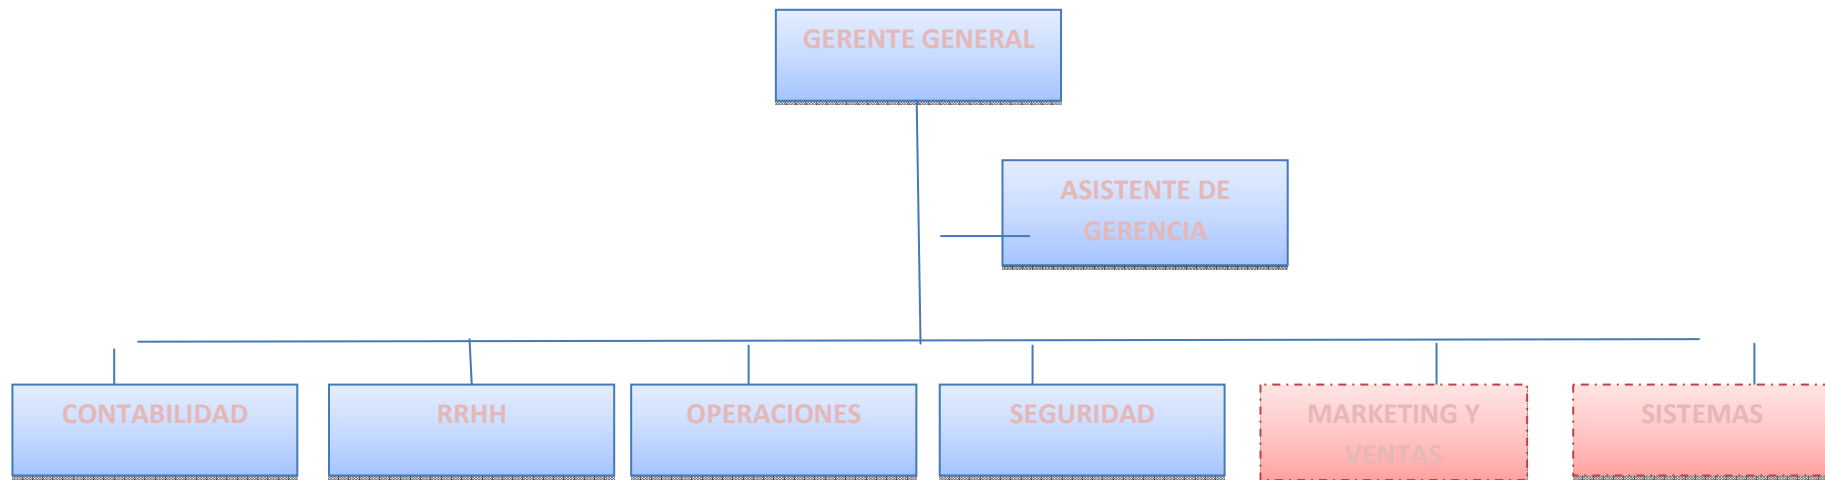 GERENTE GENERAL
ASISTENTE DE
GERENCIA
CONTABILIDAD
RRHH
OPERACIONES
SEGURIDAD
MARKETING Y
VENTAS
SISTEMAS